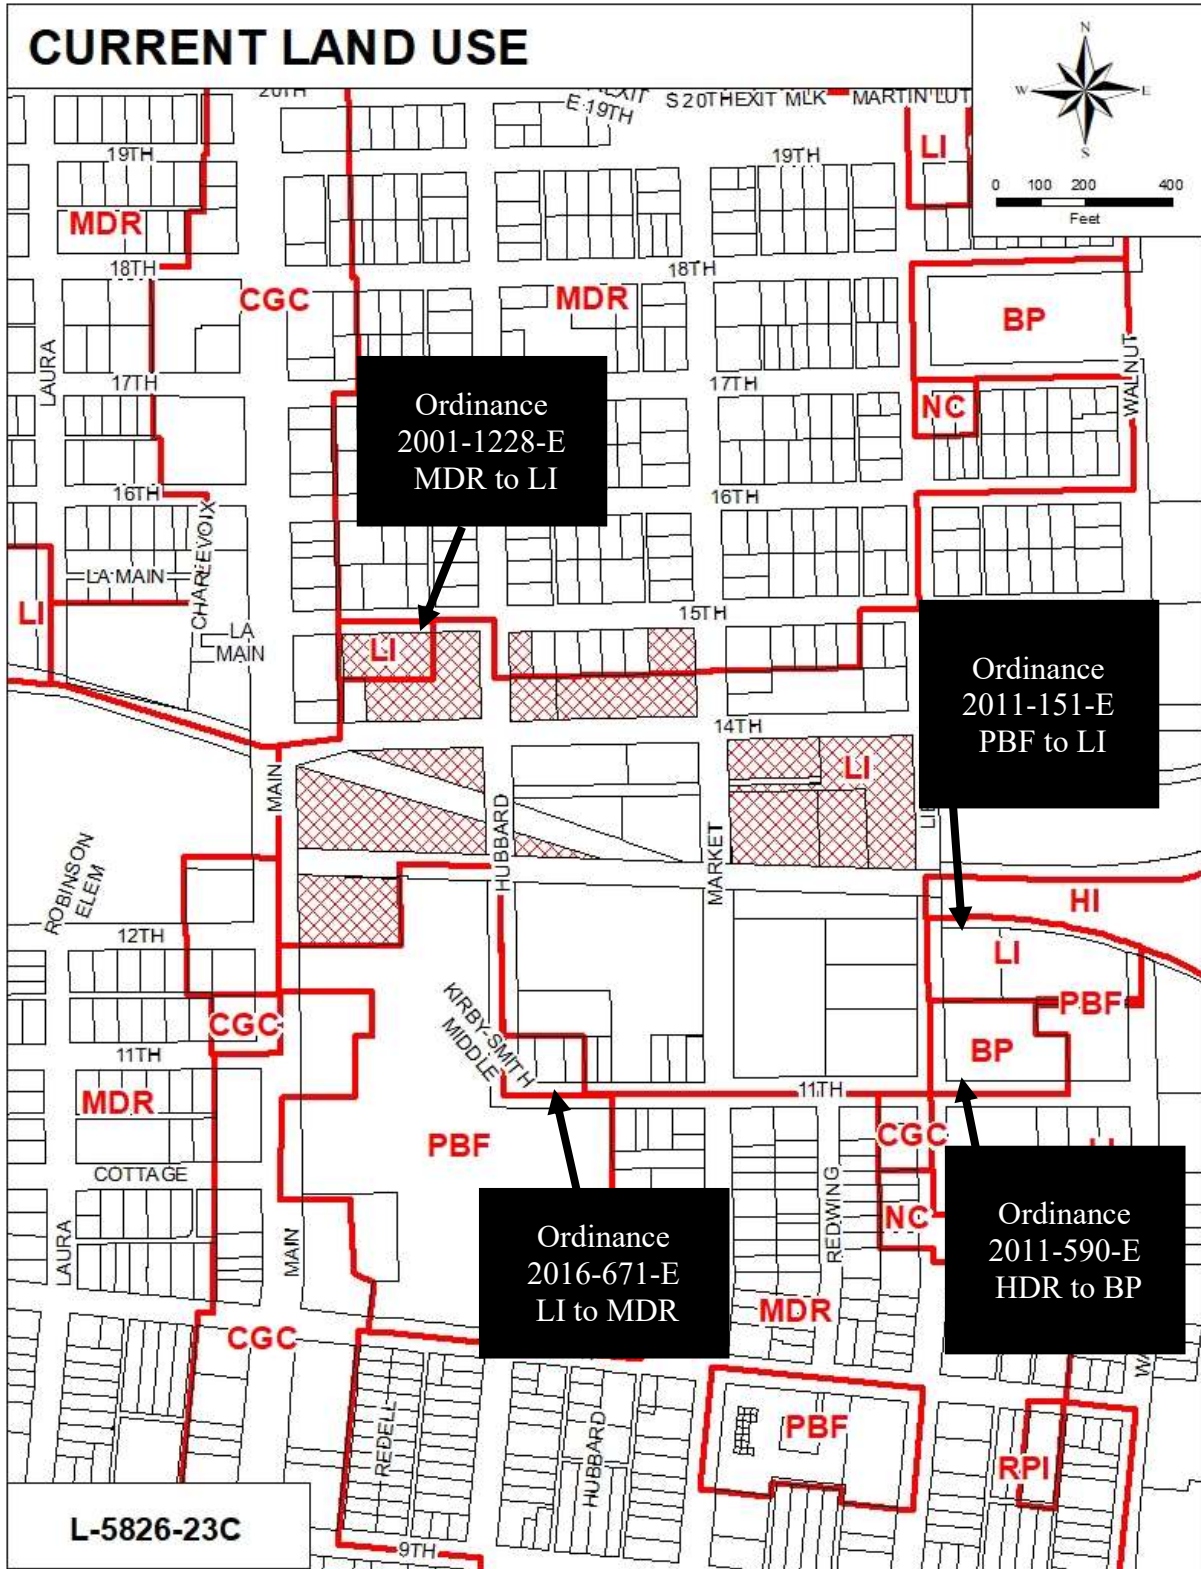 CURRENT LAND USE
N
W E
S
0 100 200 400
Feet
20TH
EXIT
E 19TH
S 20THEXIT MLK
MARTIN LUT
19TH
19TH
LI
MDR
18TH
18TH
CGC
MDR
BP
LAURA
WALNUT
17TH
17TH
NC
Ordinance
2001-1228-E
MDR to LI
16TH
16TH
CHARLEVOIX
LA MAIN
LI
LA
MAIN
15TH
LI
Ordinance
2011-151-E
PBF to LI
14TH
LI
MAIN
HUBBARD
MARKET
LIB
ROBINSON
ELEM
HI
12TH
LI
PBF
KIRBY-SMITH
MIDDLE
CGC
BP
11TH
11TH
MDR
PBF
CGC
LI
COTTAGE
REDWING
NC
LAURA
MAIN
Ordinance
2016-671-E
LI to MDR
Ordinance
2011-590-E
HDR to BP
MDR
CGC
WA
REDELL
HUBBARD
PBF
RPI
L-5826-23C
9TH